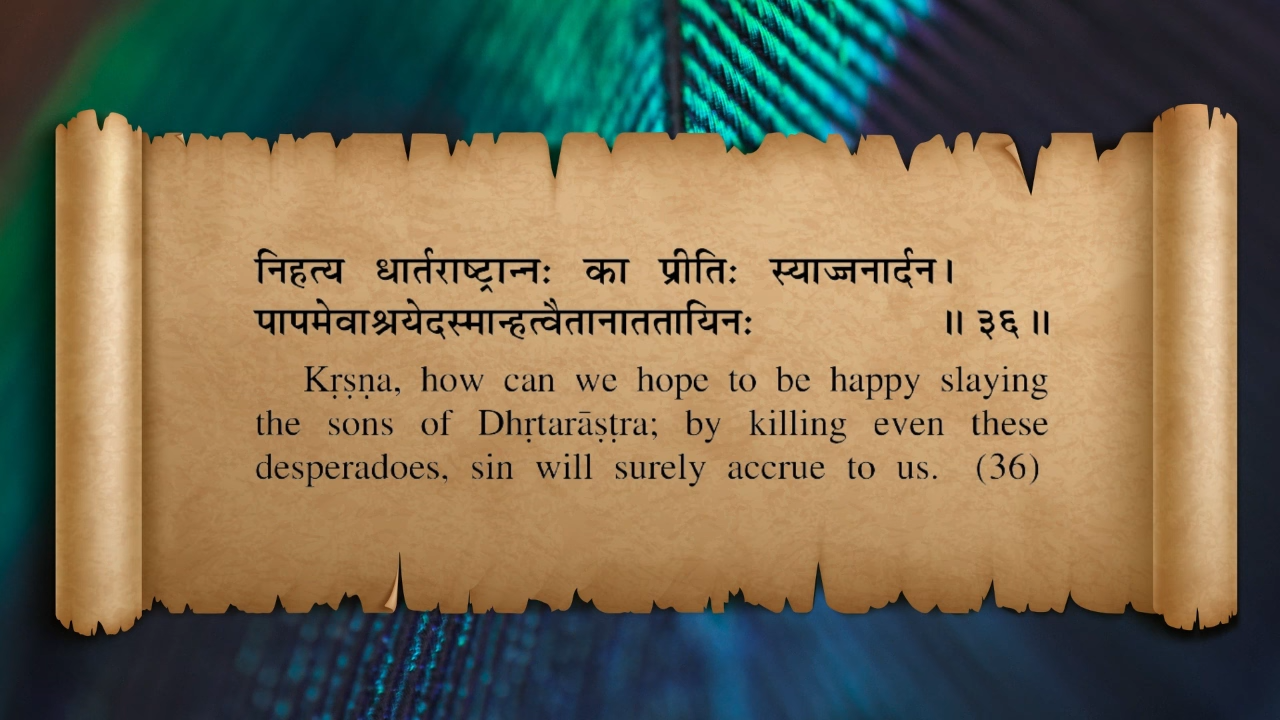 निहत्य धार्तराष्ट्रान्नः का प्रीतिः स्याज्जनार्दन।
पापमेवाश्रयेदस्मान्हत्वैतानाततायिनः ॥ ३६ ॥
Kṛṣṇa, how can we hope to be happy slaying
the sons of Dhṛtarāṣṭra; by killing even these
desperadoes, sin will surely accrue to us. (36)